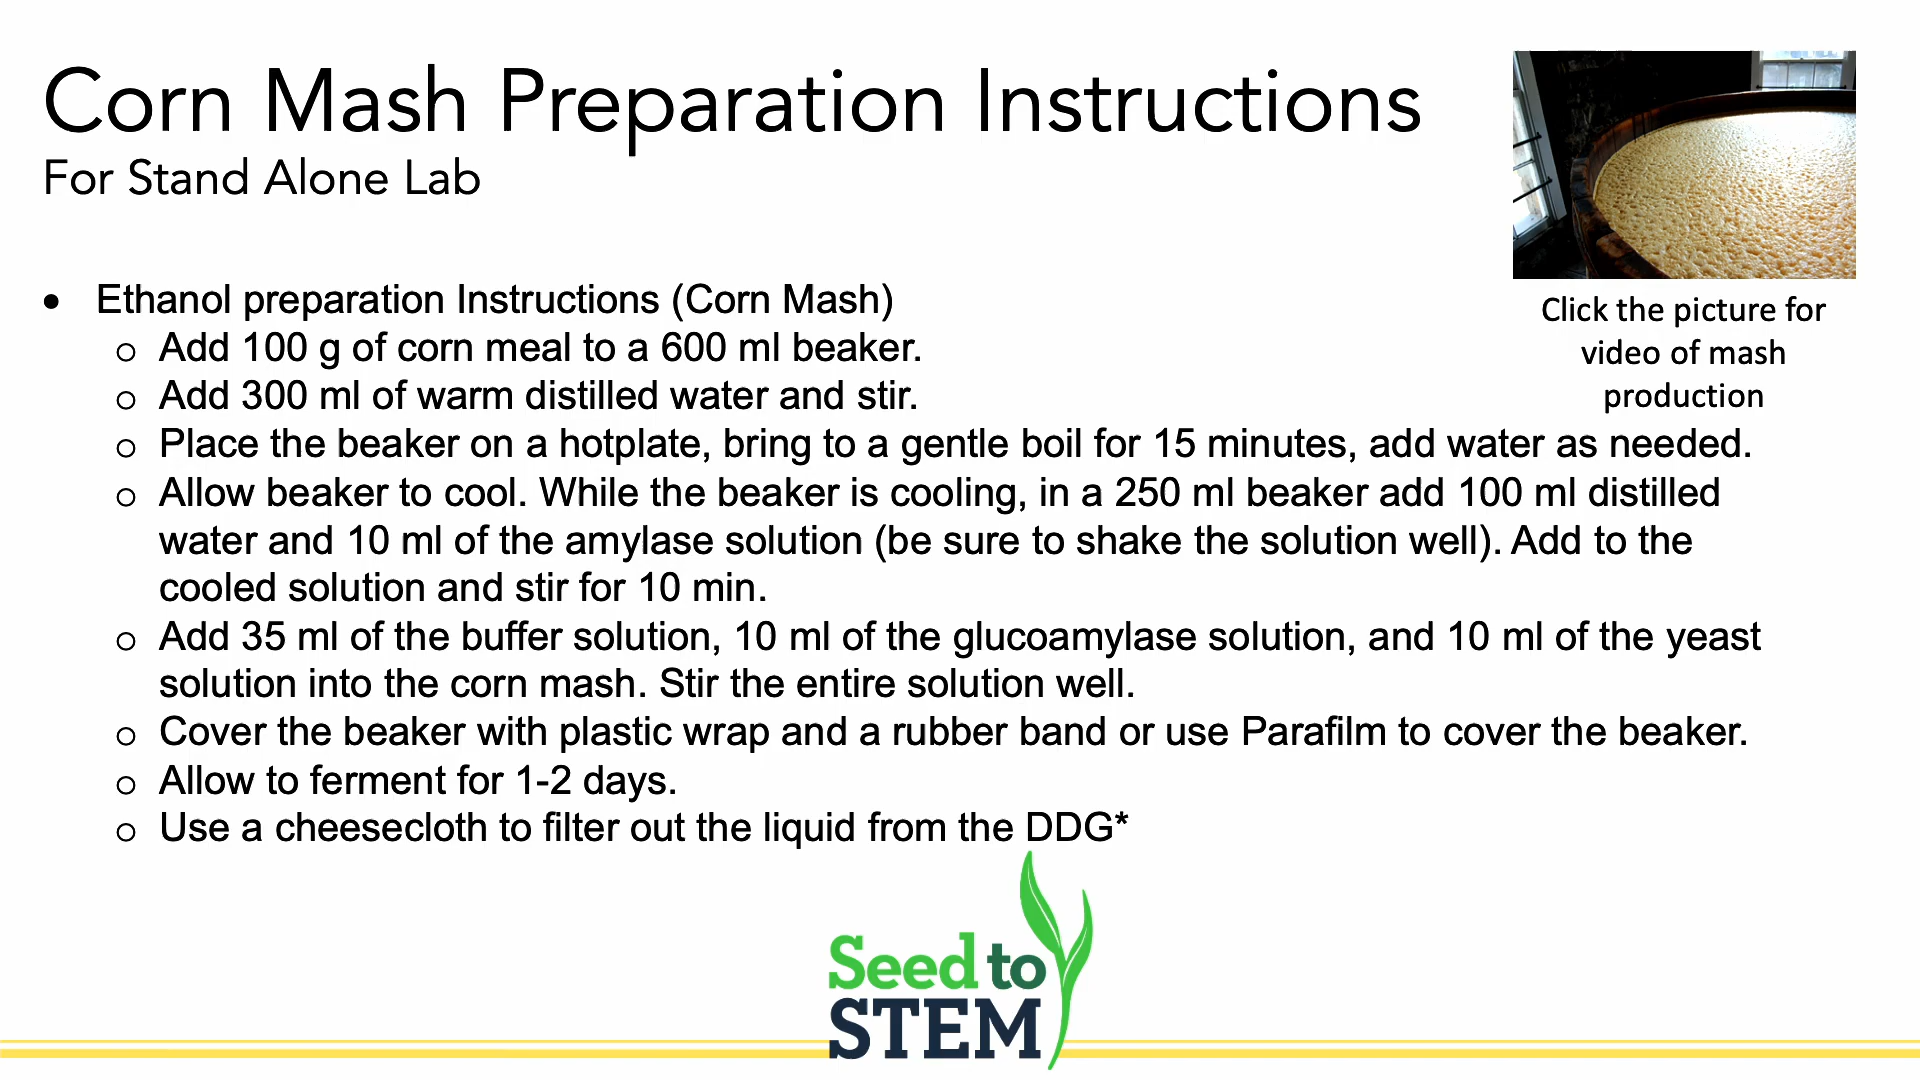 Corn Mash Preparation Instructions
For Stand Alone Lab
Click the picture for
video of mash
production
• Ethanol preparation Instructions (Corn Mash)
o Add 100 g of corn meal to a 600 ml beaker.
o Add 300 ml of warm distilled water and stir.
o Place the beaker on a hotplate, bring to a gentle boil for 15 minutes, add water as needed.
o Allow beaker to cool. While the beaker is cooling, in a 250 ml beaker add 100 ml distilled
water and 10 ml of the amylase solution (be sure to shake the solution well). Add to the
cooled solution and stir for 10 min.
o Add 35 ml of the buffer solution, 10 ml of the glucoamylase solution, and 10 ml of the yeast
solution into the corn mash. Stir the entire solution well.
o Cover the beaker with plastic wrap and a rubber band or use Parafilm to cover the beaker.
o Allow to ferment for 1-2 days.
o Use a cheesecloth to filter out the liquid from the DDG*
Seed to
STEM